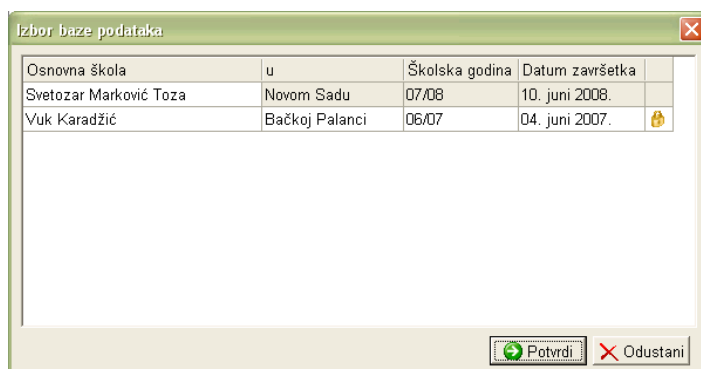 Izbor baze podataka
Osnovna škola u Školska godina Datum završetka
Svetozar Marković Toza Novom Sadu 07/08 10. juni 2008.
Vuk Karadžić Bačkoj Palanci 06/07 04. juni 2007.
Potvrdi Odustani